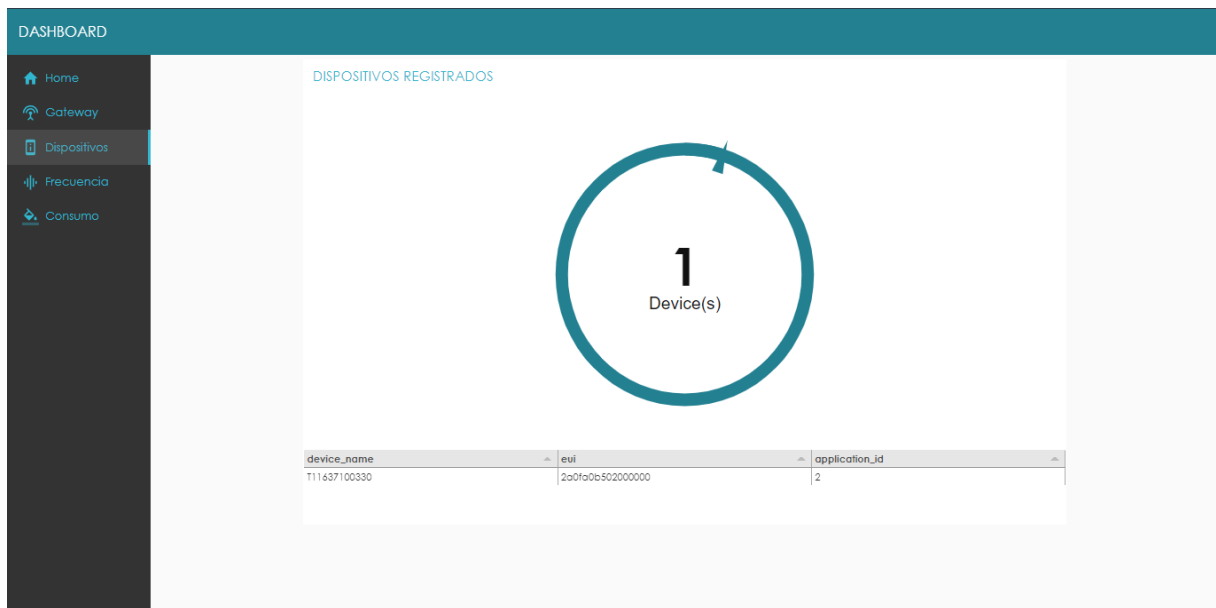 DASHBOARD
Home
Gateway
Dispositivos
Frecuencia
Consumo
DISPOSITIVOS REGISTRADOS
1
Device(s)
device_name eui application_id
T11637100330 2a0fa0b502000000 2